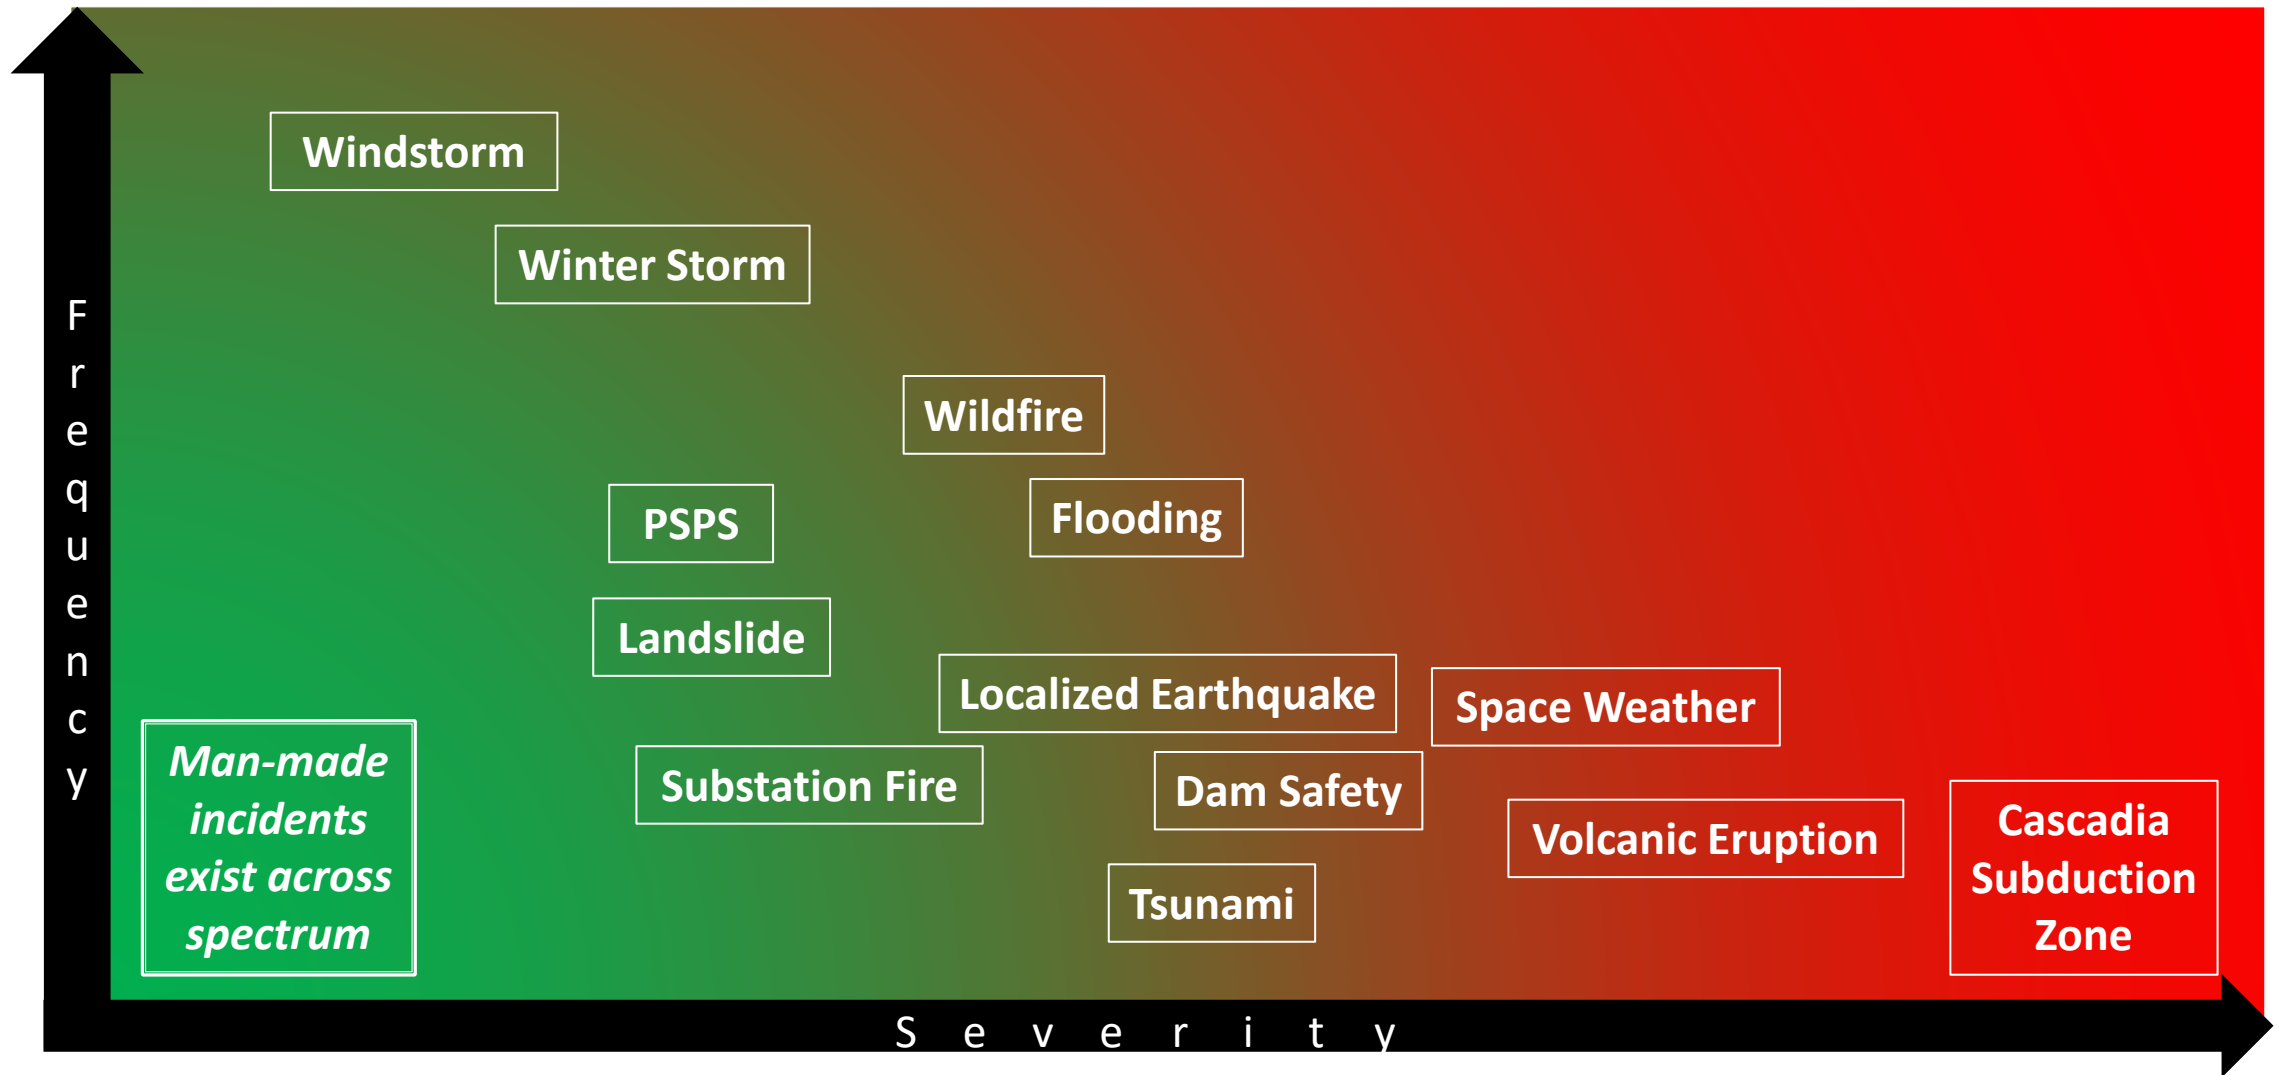 Windstorm
Winter Storm
Frequency
Wildfire
PSPS
Flooding
Landslide
Localized Earthquake
Space Weather
Man-made
incidents
exist across
spectrum
Substation Fire
Dam Safety
Volcanic Eruption
Cascadia
Subduction
Zone
Tsunami
Severity